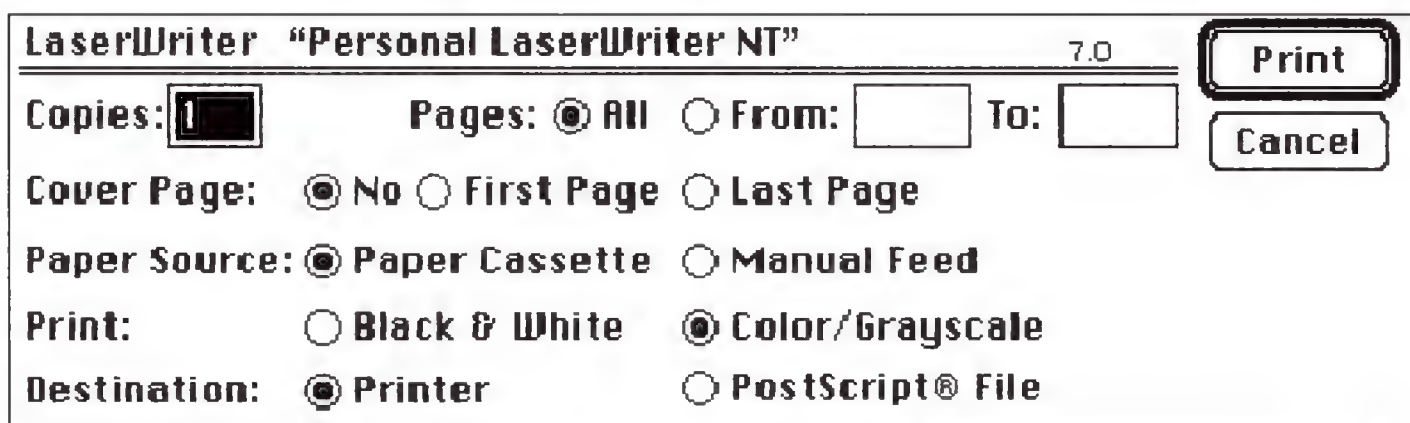 LaserWriter "Personal LaserWriter NT" 7.0 Print
Copies: 1 Pages: All From: To:
Cancel
Cover Page: No First Page Last Page
Paper Source: Paper Cassette Manual Feed
Print: Black & White Color/Grayscale
Destination: Printer PostScript® File